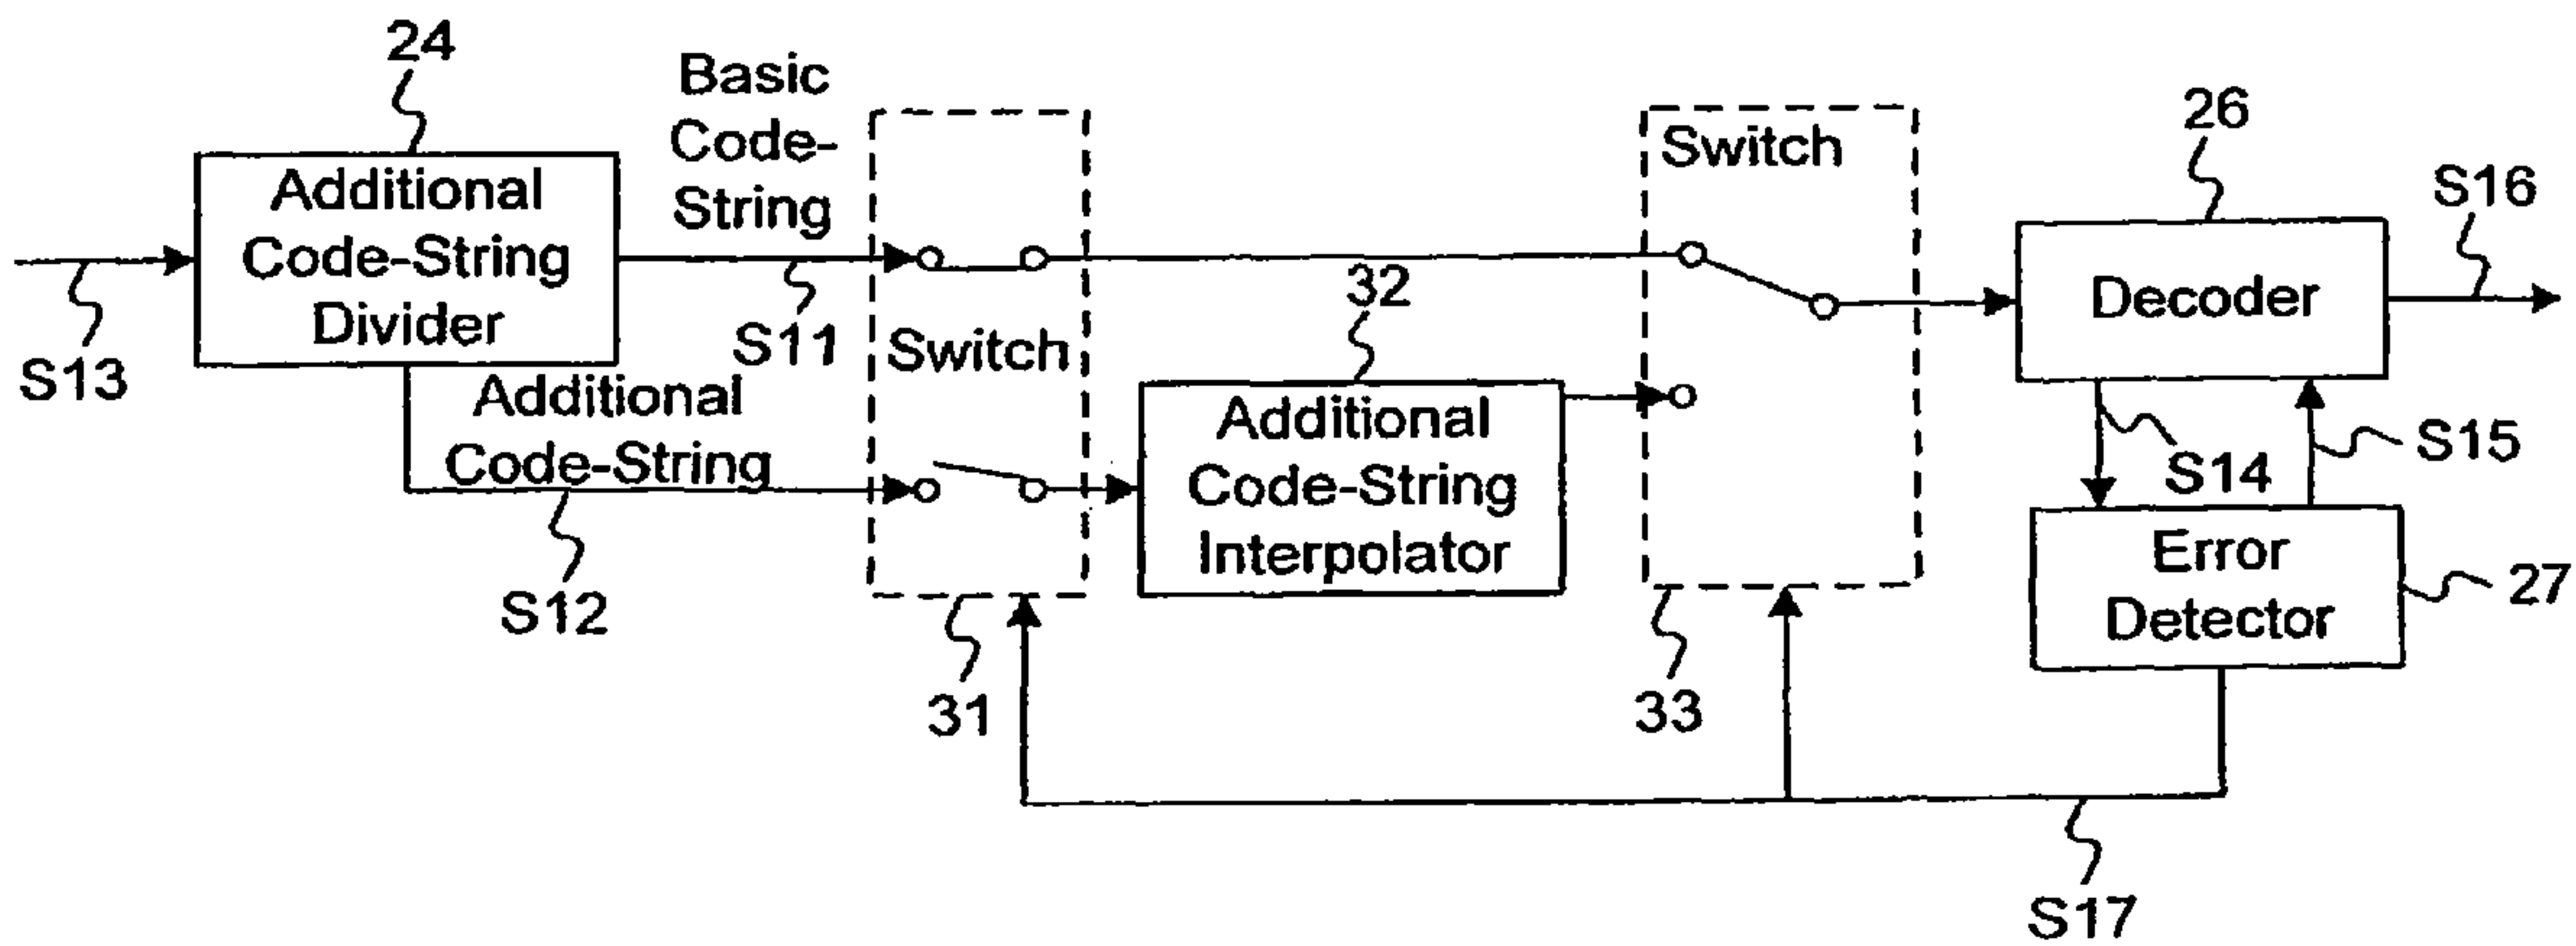 24
Additional
Code-String
Divider
S13
Basic
Code-
String
S11
Additional
Code-String
S12
Switch
31
32
Additional
Code-String
Interpolator
Switch
33
26
Decoder
S16
S14
S15
Error
Detector
27
S17